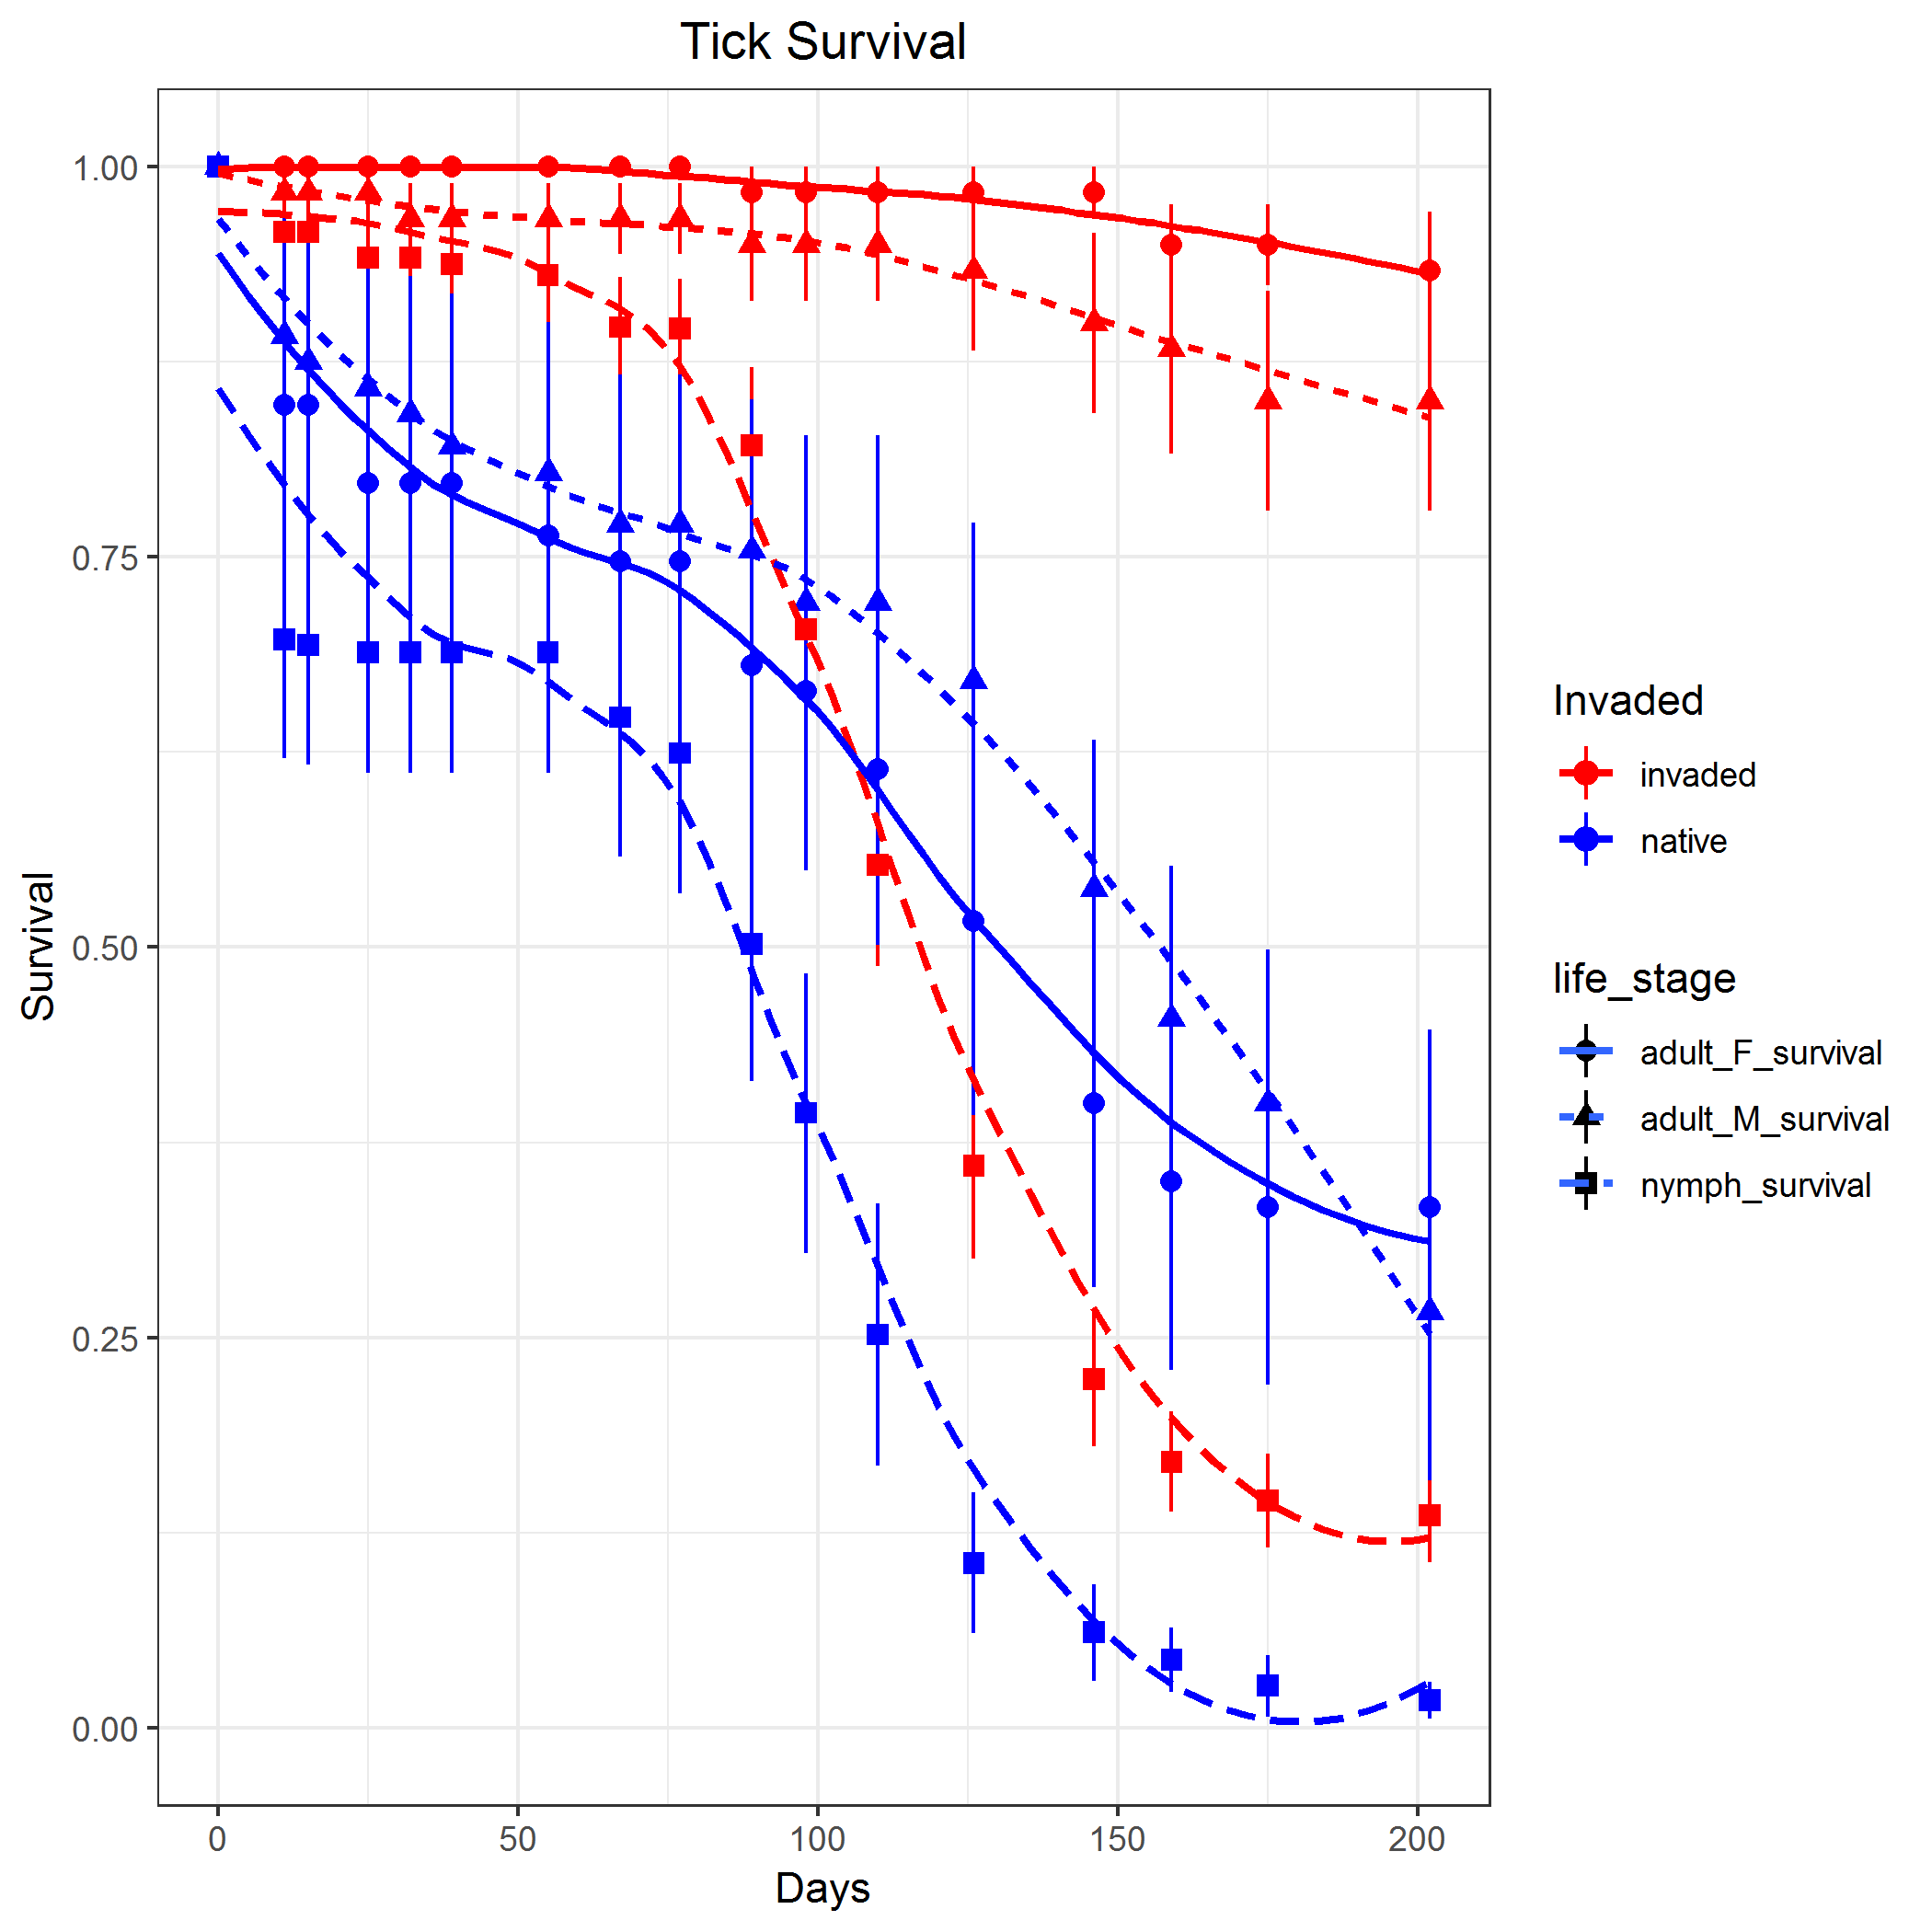 Tick Survival
1.00
0.75
0.50
0.25
0.00
Survival
0
50
100
150
200
Days
Invaded
invaded
native
life_stage
adult_F_survival
adult_M_survival
nymph_survival